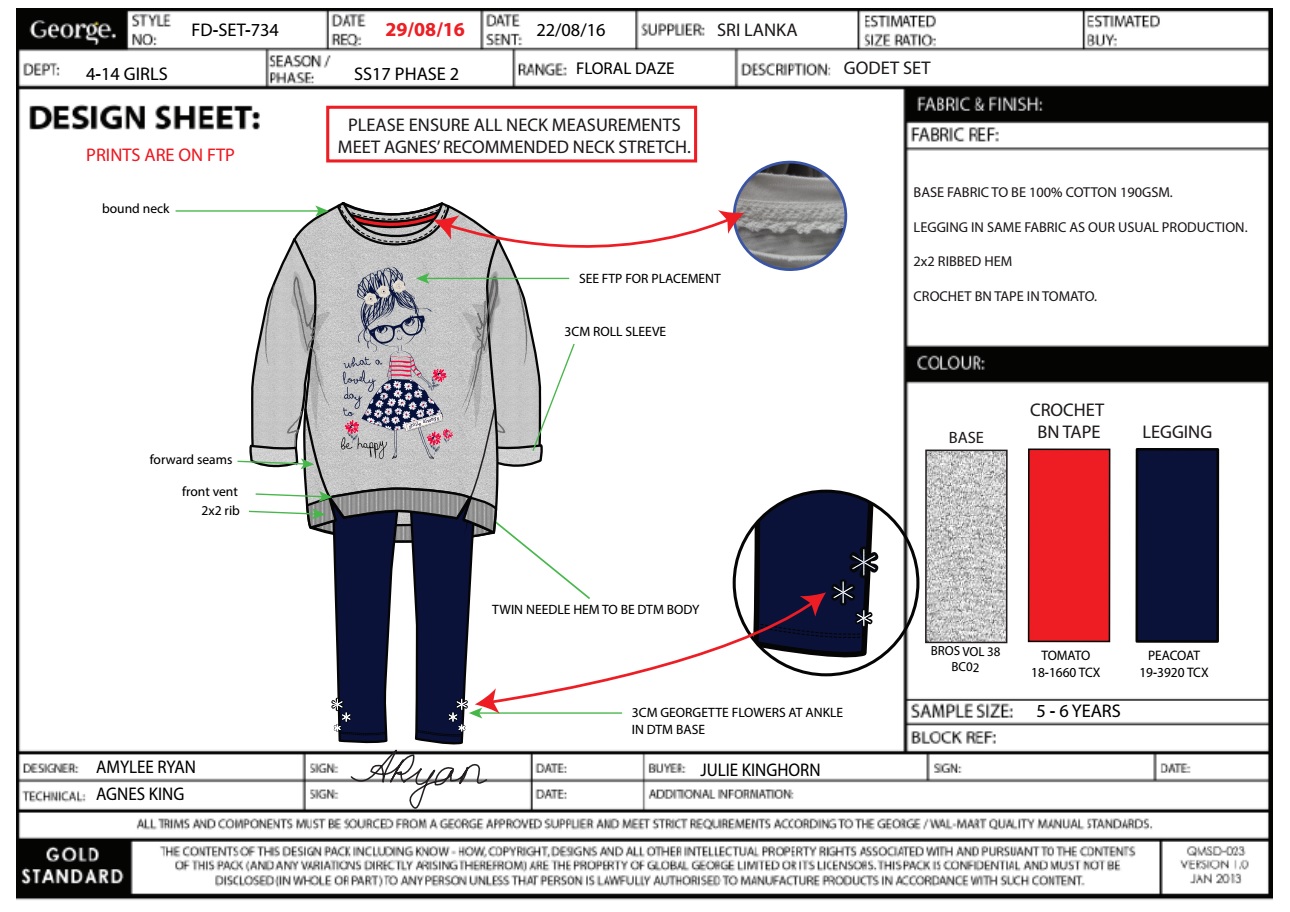 George.
STYLE NO: FD-SET-734
DATE REQ: 29/08/16
DATE SENT: 22/08/16
SUPPLIER: SRI LANKA
ESTIMATED SIZE RATIO:
ESTIMATED BUY:
DEPT: 4-14 GIRLS
SEASON / PHASE: SS17 PHASE 2
RANGE: FLORAL DAZE
DESCRIPTION: GODET SET
DESIGN SHEET:
PRINTS ARE ON FTP
PLEASE ENSURE ALL NECK MEASUREMENTS
MEET AGNES' RECOMMENDED NECK STRETCH.
bound neck
SEE FTP FOR PLACEMENT
3CM ROLL SLEEVE
what a
lovely
day
to
be happy
forward seams
front vent
2x2 rib
TWIN NEEDLE HEM TO BE DTM BODY
3CM GEORGETTE FLOWERS AT ANKLE
IN DTM BASE
FABRIC & FINISH:
FABRIC REF:
BASE FABRIC TO BE 100% COTTON 190GSM.
LEGGING IN SAME FABRIC AS OUR USUAL PRODUCTION.
2x2 RIBBED HEM
CROCHET BN TAPE IN TOMATO.
COLOUR:
BASE
CROCHET
BN TAPE
LEGGING
BROS VOL 38
BC02
TOMATO
18-1660 TCX
PEACOAT
19-3920 TCX
SAMPLE SIZE: 5 - 6 YEARS
BLOCK REF:
DESIGNER: AMYLEE RYAN
SIGN: ARyan
DATE:
BUYER: JULIE KINGHORN
SIGN:
DATE:
TECHNICAL: AGNES KING
SIGN:
DATE:
ADDITIONAL INFORMATION:
ALL TRIMS AND COMPONENTS MUST BE SOURCED FROM A GEORGE APPROVED SUPPLIER AND MEET STRICT REQUIREMENTS ACCORDING TO THE GEORGE / WAL-MART QUALITY MANUAL STANDARDS.
GOLD
STANDARD
THE CONTENTS OF THIS DESIGN PACK INCLUDING KNOW - HOW, COPYRIGHT, DESIGNS AND ALL OTHER INTELLECTUAL PROPERTY RIGHTS ASSOCIATED WITH AND PURSUANT TO THE CONTENTS
OF THIS PACK (AND ANY VARIATIONS DIRECTLY ARISING THEREFROM) ARE THE PROPERTY OF GLOBAL GEORGE LIMITED OR ITS LICENSORS. THIS PACK IS CONFIDENTIAL AND MUST NOT BE
DISCLOSED (IN WHOLE OR PART) TO ANY PERSON UNLESS THAT PERSON IS LAWFULLY AUTHORISED TO MANUFACTURE PRODUCTS IN ACCORDANCE WITH SUCH CONTENT.
QMSD-023
VERSION 1.0
JAN 2013